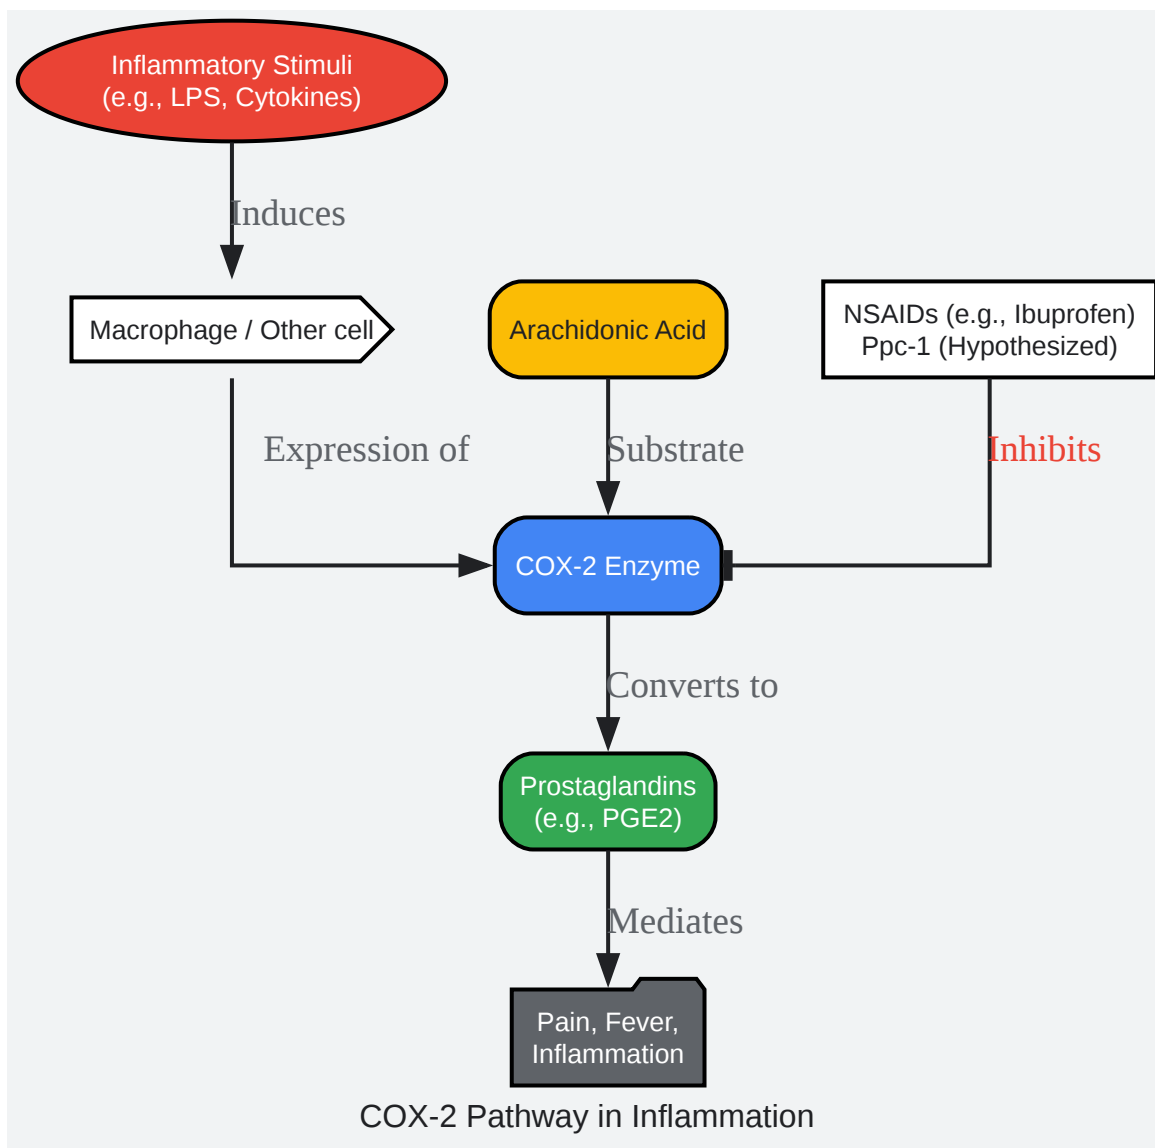 Inflammatory Stimuli
(e.g., LPS, Cytokines)
Induces
Macrophage / Other cell
Arachidonic Acid
NSAIDs (e.g., Ibuprofen)
Ppc-1 (Hypothesized)
Expression of
Substrate
Inhibits
COX-2 Enzyme
Converts to
Prostaglandins
(e.g., PGE2)
Mediates
Pain, Fever,
Inflammation
COX-2 Pathway in Inflammation